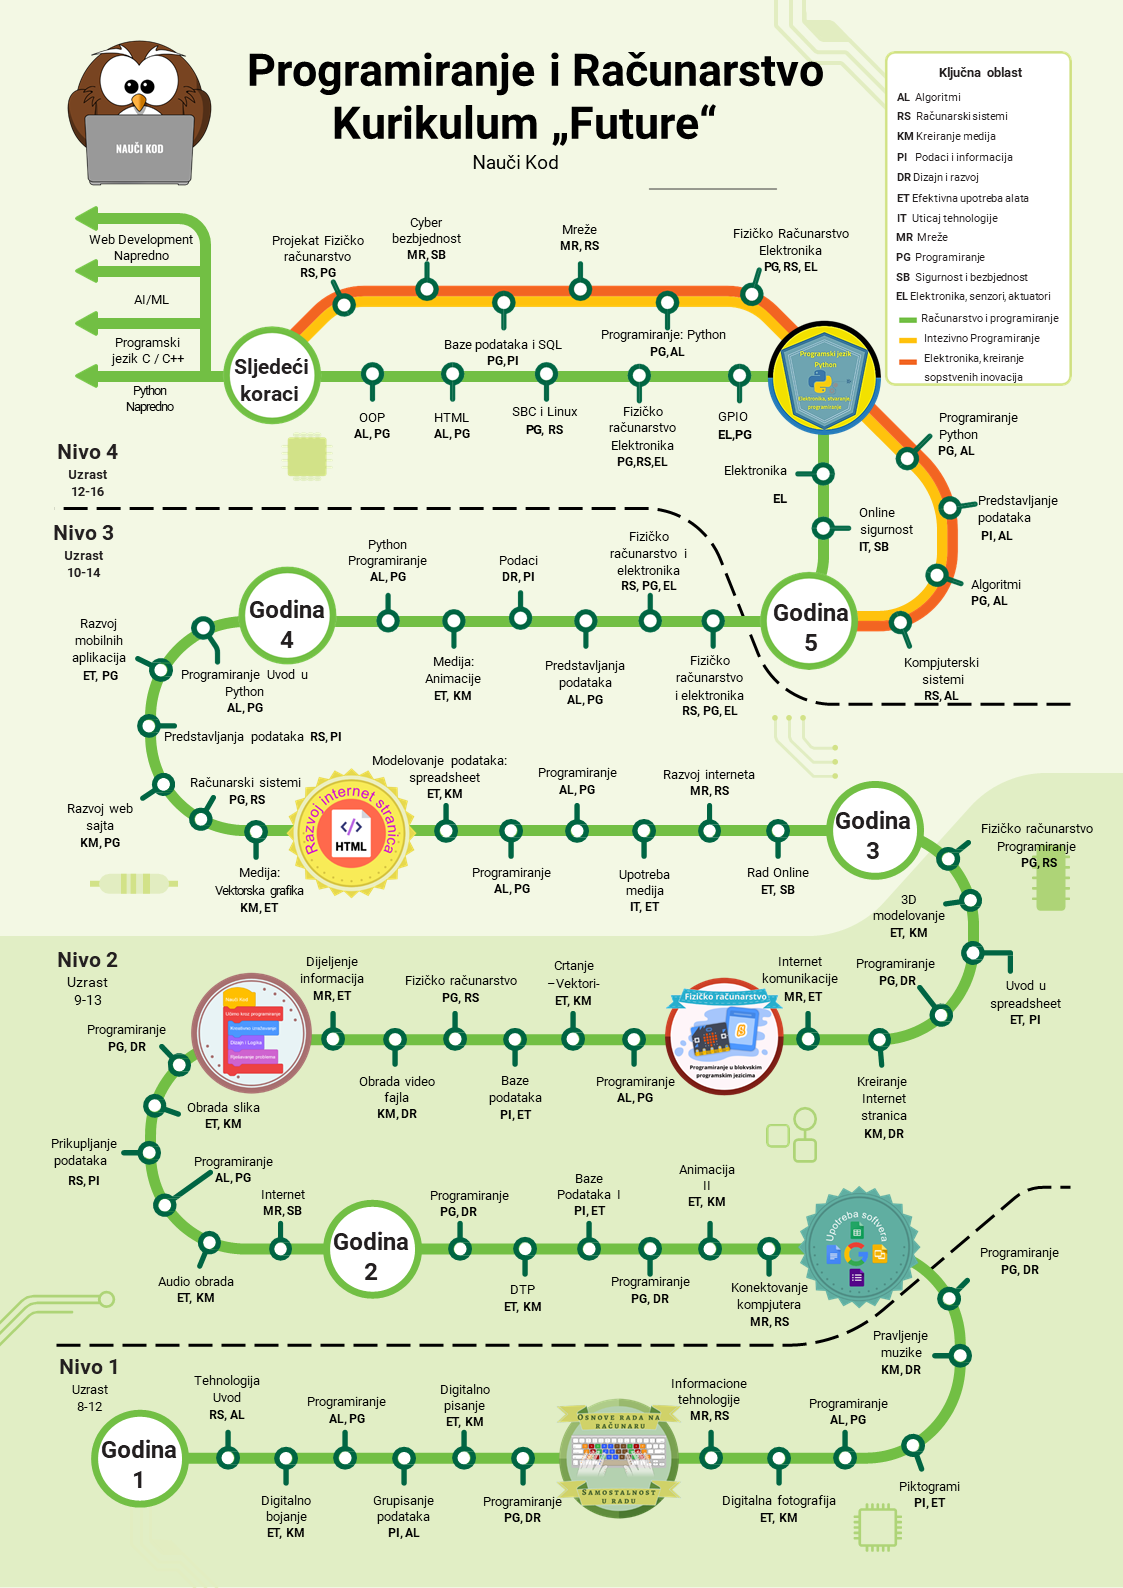 Programiranje i Računarstvo
Kurikulum „Future“
Nauči Kod
NAUČI KOD
Ključna oblast
AL Algoritmi
RS Računarski sistemi
KM Kreiranje medija
PI Podaci i informacija
DR Dizajn i razvoj
ET Efektivna upotreba alata
IT Uticaj tehnologije
MR Mreže
PG Programiranje
SB Sigurnost i bezbjednost
EL Elektronika, senzori, aktuatori
Računarstvo i programiranje
Intezivno Programiranje
Elektronika, kreiranje
sopstvenih inovacija
Web Development
Napredno
AI/ML
Programski
jezik C / C++
Python
Napredno
Sljedeći
koraci
Projekat Fizičko
računarstvo
RS, PG
Cyber
bezbjednost
MR, SB
Mreže
MR, RS
Fizičko Računarstvo
Elektronika
PG, RS, EL
Baze podataka i SQL
PG,PI
Programiranje: Python
PG,AL
OOP
AL, PG
HTML
AL, PG
SBC i Linux
PG, RS
Fizičko
računarstvo
Elektronika
PG,RS,EL
GPIO
EL,PG
Programski jezik
Python
Elektronika, stvaranje,
programiranje
Elektronika
EL
Online
sigurnost
IT, SB
Programiranje
Python
PG, AL
Predstavljanje
podataka
PI, AL
Algoritmi
PG, AL
Kompjuterski
sistemi
RS, AL
Nivo 4
Uzrast
12-16
Nivo 3
Uzrast
10-14
Godina
5
Godina
4
Python
Programiranje
AL, PG
Podaci
DR, PI
Fizičko
računarstvo i
elektronika
RS, PG, EL
Medija:
Animacije
ET, KM
Predstavljanja
podataka
AL, PG
Fizičko
računarstvo
i elektronika
RS, PG, EL
Razvoj
mobilnih
aplikacija
ET, PG
Programiranje Uvod u
Python
AL, PG
Predstavljanja podataka RS, PI
Razvoj web
sajta
KM, PG
Računarski sistemi
PG, RS
Medija:
Vektorska grafika
KM, ET
Razvoj internet stranica
HTML
Modelovanje podataka:
spreadsheet
ET, KM
Programiranje
AL, PG
Razvoj interneta
MR, RS
Programiranje
AL, PG
Upotreba
medija
IT, ET
Rad Online
ET, SB
Godina
3
Fizičko računarstvo
Programiranje
PG, RS
3D
modelovanje
ET, KM
Uvod u
spreadsheet
ET, PI
Programiranje
PG, DR
Kreiranje
Internet
stranica
KM, DR
Internet
komunikacije
MR, ET
Nivo 2
Uzrast
9-13
Fizičko računarstvo
Programiranje u blokvskim
programskim jezicima
Dijeljenje
informacija
MR, ET
Fizičko računarstvo
PG, RS
Crtanje
–Vektori-
ET, KM
Obrada video
fajla
KM, DR
Baze
podataka
PI, ET
Programiranje
AL, PG
Nauči Kod
Učimo kroz programiranje
Kreativno izražavanje
Dizajn i Logika
Rješavanje problema
Programiranje
PG, DR
Obrada slika
ET, KM
Prikupljanje
podataka
RS, PI
Programiranje
AL, PG
Audio obrada
ET, KM
Internet
MR, SB
Godina
2
Programiranje
PG, DR
Baze
Podataka I
PI, ET
Animacija
II
ET, KM
DTP
ET, KM
Programiranje
PG, DR
Konektovanje
kompjutera
MR, RS
Upotreba softvera
Programiranje
PG, DR
Pravljenje
muzike
KM, DR
Nivo 1
Uzrast
8-12
Godina
1
Tehnologija
Uvod
RS, AL
Programiranje
AL, PG
Digitalno
pisanje
ET, KM
Digitalno
bojanje
ET, KM
Grupisanje
podataka
PI, AL
Programiranje
PG, DR
OSNOVE RADA NA
RAČUNARU
SAMOSTALNOST
U RADU
Informacione
tehnologije
MR, RS
Programiranje
AL, PG
Digitalna fotografija
ET, KM
Piktogrami
PI, ET